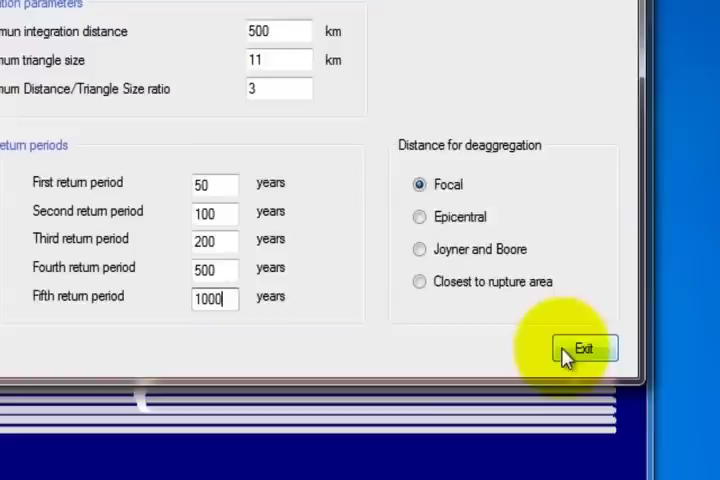 mun integration distance 500 km
mum triangle size 11 km
mum Distance/Triangle Size ratio 3
eturn periods
First return period 50 years
Second return period 100 years
Third return period 200 years
Fourth return period 500 years
Fifth return period 1000 years
Distance for deaggregation
Focal
Epicentral
Joyner and Boore
Closest to rupture area
Exit